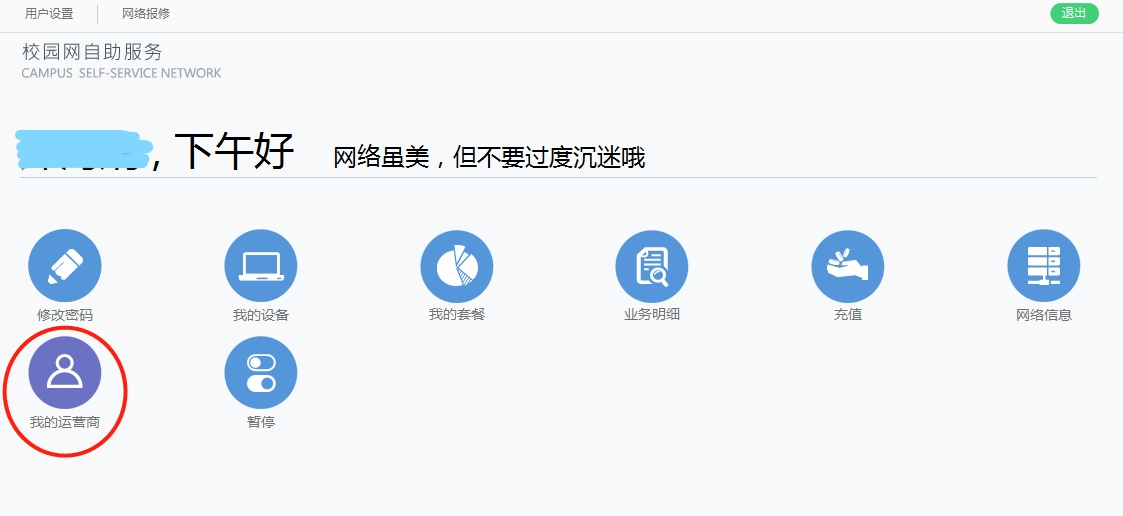 用户设置 网络报修 退出
校园网自助服务
CAMPUS SELF-SERVICE NETWORK
, 下午好 网络虽美，但不要过度沉迷哦
修改密码 我的设备 我的套餐 业务明细 充值 网络信息
我的运营商 暂停